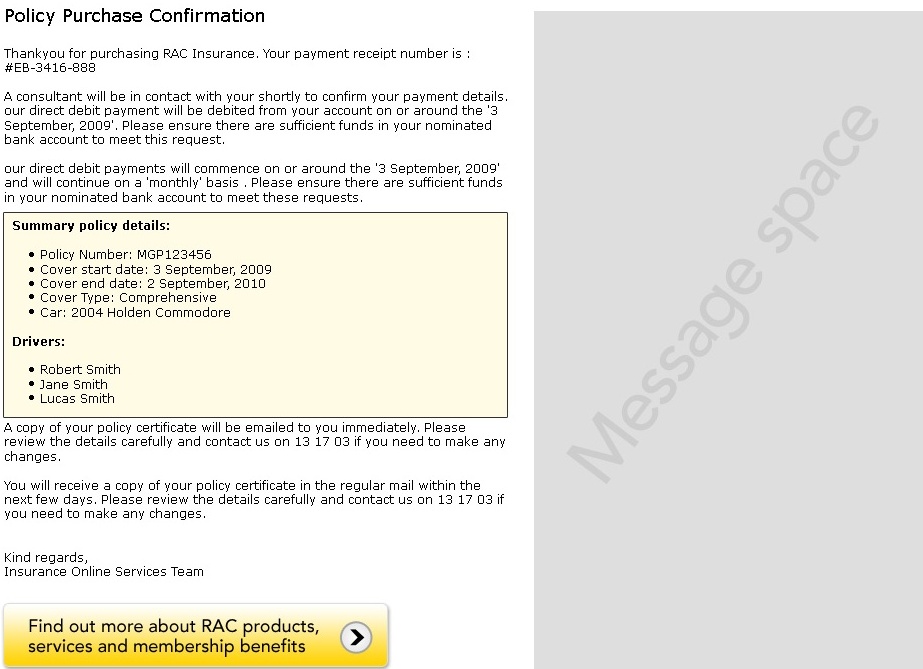 Policy Purchase Confirmation
Thankyou for purchasing RAC Insurance. Your payment receipt number is :
#EB-3416-888
A consultant will be in contact with your shortly to confirm your payment details.
our direct debit payment will be debited from your account on or around the '3
September, 2009'. Please ensure there are sufficient funds in your nominated
bank account to meet this request.
our direct debit payments will commence on or around the '3 September, 2009'
and will continue on a 'monthly' basis . Please ensure there are sufficient funds
in your nominated bank account to meet these requests.
Summary policy details:
• Policy Number: MGP123456
• Cover start date: 3 September, 2009
• Cover end date: 2 September, 2010
• Cover Type: Comprehensive
• Car: 2004 Holden Commodore
Drivers:
• Robert Smith
• Jane Smith
• Lucas Smith
A copy of your policy certificate will be emailed to you immediately. Please
review the details carefully and contact us on 13 17 03 if you need to make any
changes.
You will receive a copy of your policy certificate in the regular mail within the
next few days. Please review the details carefully and contact us on 13 17 03 if
you need to make any changes.
Kind regards,
Insurance Online Services Team
Find out more about RAC products,
services and membership benefits
Message space